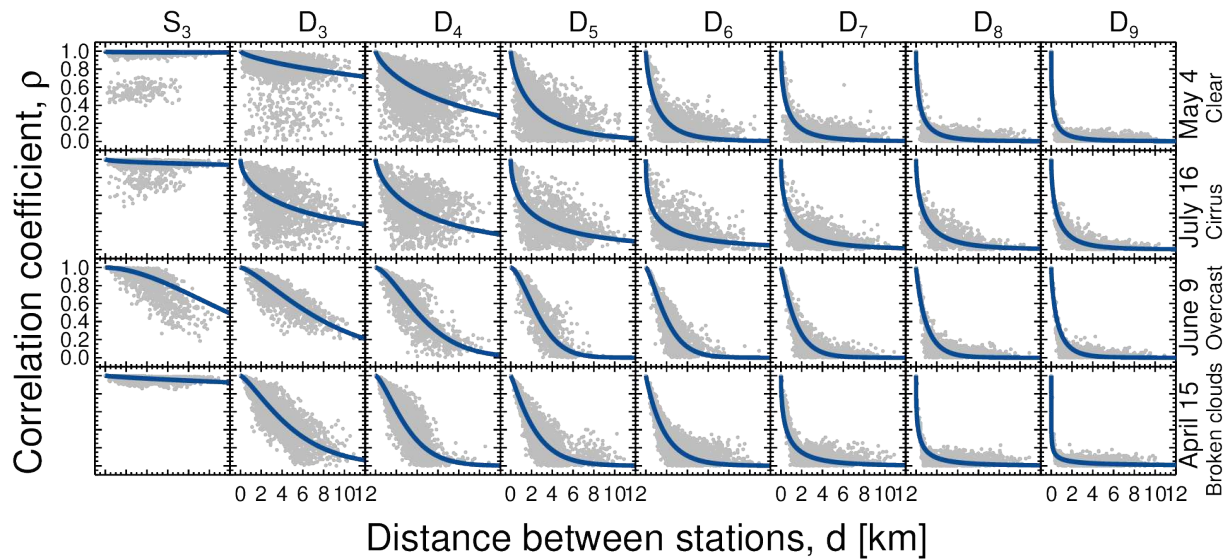 S₃ D₃ D₄ D₅ D₆ D₇ D₈ D₉
Correlation coefficient, ρ
1.0
0.8
0.6
0.4
0.2
0.0
May 4
Clear
July 16
Cirrus
1.0
0.8
0.6
0.4
0.2
0.0
June 9
Overcast
April 15
Broken clouds
0 2 4 6 8 10 12 0 2 4 6 8 10 12 0 2 4 6 8 10 12 0 2 4 6 8 10 12
Distance between stations, d [km]